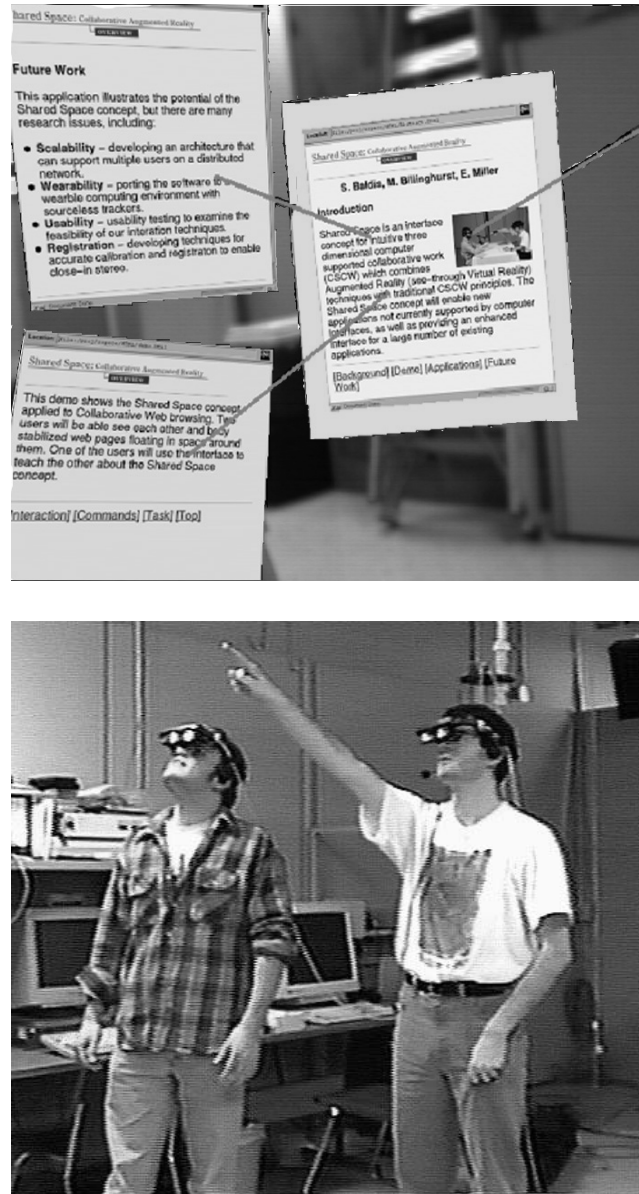 Shared Space: Collaborative Augmented Reality
OVERVIEW
Future Work
This application illustrates the potential of the
Shared Space concept, but there are many
research issues, including:
● Scalability – developing an architecture that
can support multiple users on a distributed
network.
● Wearability – porting the software to
wearble computing environment with
sourceless trackers.
● Usability – usability testing to examine the
feasibility of our interation techniques.
● Registration – developing techniques for
accurate calibration and registraton to enable
close–in stereo.
Location:
Shared Space: Collaborative Augmented Reality
S. Baldis, M. Billinghurst, E. Miller
Introduction
Shared Space is an interface
concept for intuitive three
dimensional computer
supported collaborative work
(CSCW) which combines
Augmented Reality (see–through Virtual Reality)
techniques with traditional CSCW principles. The
Shared Space concept will enable new
applications not currently supported by computer
interfaces, as well as providing an enhanced
interface for a large number of existing
applications.
[Background] [Demo] [Applications] [Future
Work]
Location:
Shared Space: Collaborative Augmented Reality
OVERVIEW
This demo shows the Shared Space concept
applied to Collaborative Web browsing. Two
users will be able see each other and body
stabilized web pages floating in space around
them. One of the users will use the interface to
teach the other about the Shared Space
concept.
Interaction] [Commands] [Task] [Top]